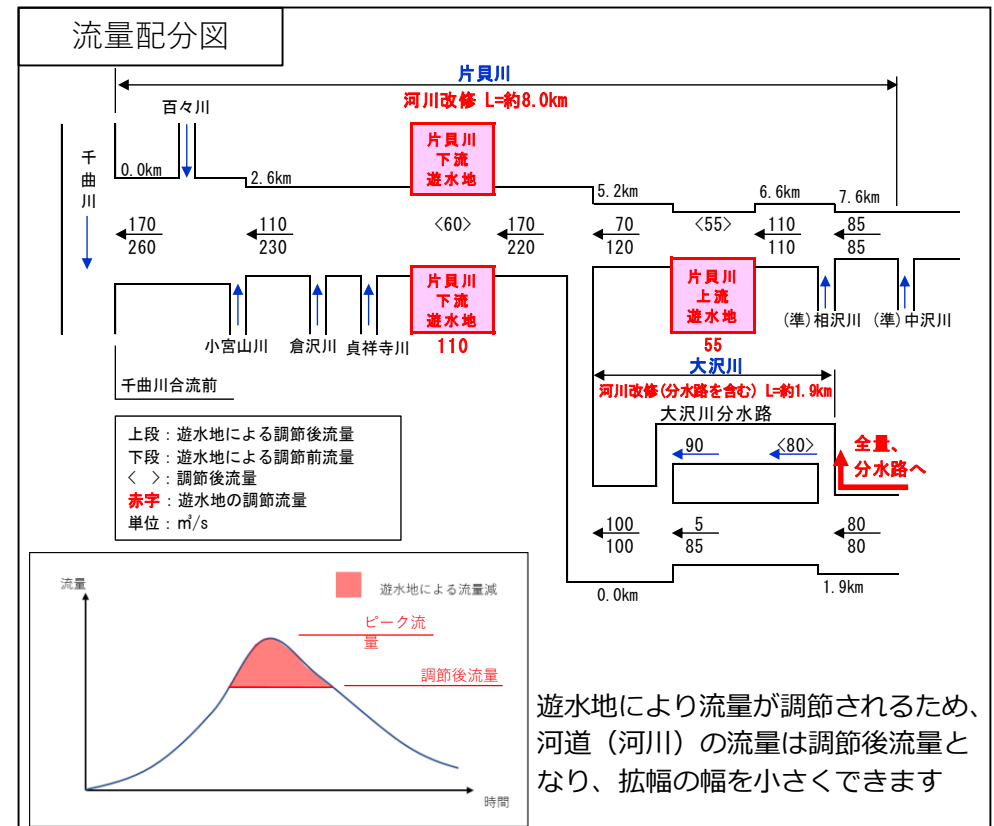 流量配分図
片貝川
河川改修 L=約8.0km
百々川
千曲川
片貝川
下流
遊水地
0.0km
2.6km
5.2km
6.6km
7.6km
170
260
110
230
〈60〉
170
220
70
120
〈55〉
110
110
85
85
片貝川
下流
遊水地
110
片貝川
上流
遊水地
55
小宮山川
倉沢川
貞祥寺川
(準)相沢川
(準)中沢川
千曲川合流前
大沢川
河川改修(分水路を含む) L=約1.9km
大沢川分水路
90
〈80〉
全量、
分水路へ
100
100
5
85
80
80
0.0km
1.9km
上段：遊水地による調節後流量
下段：遊水地による調節前流量
〈 〉：調節後流量
赤字：遊水地の調節流量
単位：㎥/s
流量
遊水地による流量減
ピーク流
量
調節後流量
時間
遊水地により流量が調節されるため、
河道（河川）の流量は調節後流量と
なり、拡幅の幅を小さくできます